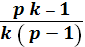 p k – 1
k ( p – 1 )